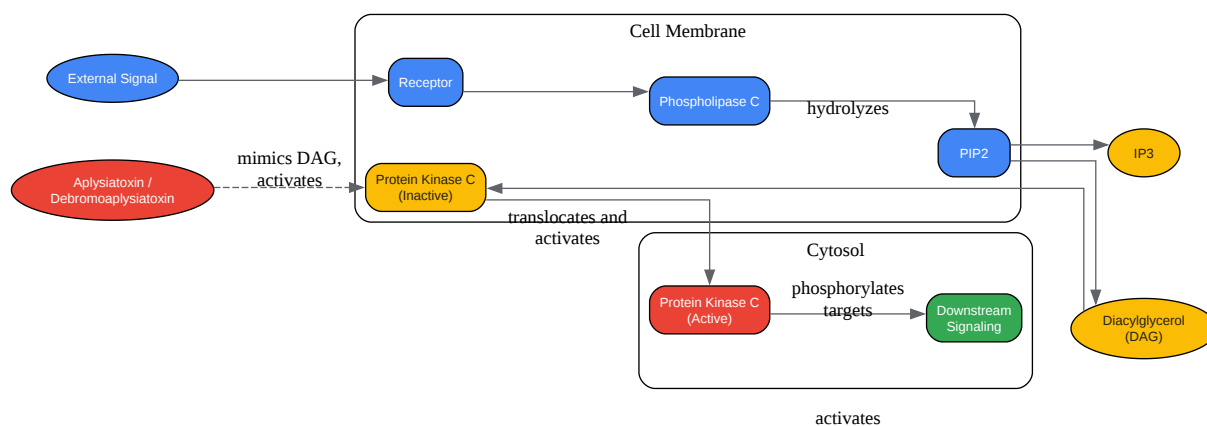 Cell Membrane
External Signal
Receptor
Phospholipase C
hydrolyzes
PIP2
IP3
mimics DAG,
activates
Aplysiatoxin /
Debromoaplysiatoxin
Protein Kinase C
(Inactive)
translocates and
activates
Cytosol
Protein Kinase C
(Active)
phosphorylates
targets
Downstream
Signaling
Diacylglycerol
(DAG)
activates